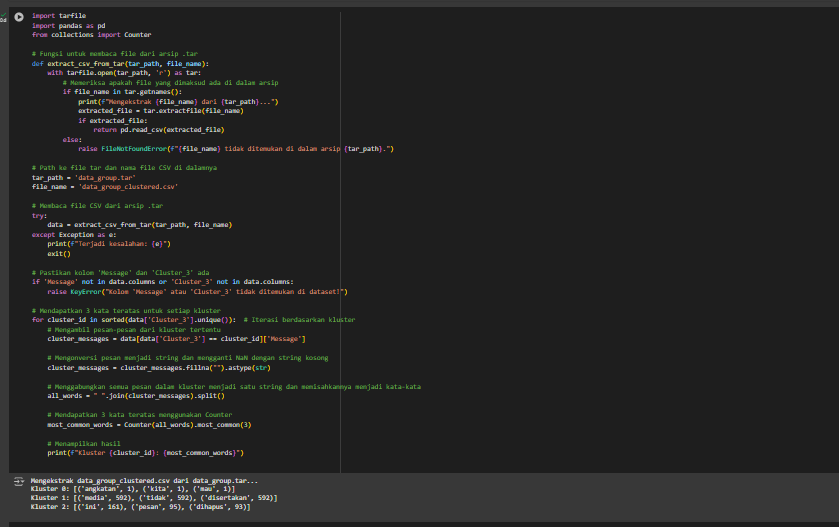 import tarfile
import pandas as pd
from collections import Counter
# Fungsi untuk membaca file dari arsip .tar
def extract_csv_from_tar(tar_path, file_name):
    with tarfile.open(tar_path, 'r') as tar:
        # Memeriksa apakah file yang dimaksud ada di dalam arsip
        if file_name in tar.getnames():
            print(f"Mengekstrak {file_name} dari {tar_path}...")
            extracted_file = tar.extractfile(file_name)
            if extracted_file:
                return pd.read_csv(extracted_file)
        else:
            raise FileNotFoundError(f"{file_name} tidak ditemukan di dalam arsip {tar_path}.")
# Path ke file tar dan nama file CSV di dalamnya
tar_path = 'data_group.tar'
file_name = 'data_group_clustered.csv'
# Membaca file CSV dari arsip .tar
try:
    data = extract_csv_from_tar(tar_path, file_name)
except Exception as e:
    print(f"Terjadi kesalahan: {e}")
    exit()
# Pastikan kolom 'Message' dan 'Cluster_3' ada
if 'Message' not in data.columns or 'Cluster_3' not in data.columns:
    raise KeyError("Kolom 'Message' atau 'Cluster_3' tidak ditemukan di dataset!")
# Mendapatkan 3 kata teratas untuk setiap kluster
for cluster_id in sorted(data['Cluster_3'].unique()):  # Iterasi berdasarkan kluster
    # Mengambil pesan-pesan dari kluster tertentu
    cluster_messages = data[data['Cluster_3'] == cluster_id]['Message']
    # Mengonversi pesan menjadi string dan mengganti NaN dengan string kosong
    cluster_messages = cluster_messages.fillna("").astype(str)
    # Menggabungkan semua pesan dalam kluster menjadi satu string dan memisahkannya menjadi kata-kata
    all_words = " ".join(cluster_messages).split()
    # Mendapatkan 3 kata teratas menggunakan Counter
    most_common_words = Counter(all_words).most_common(3)
    # Menampilkan hasil
    print(f"Kluster {cluster_id}: {most_common_words}")
Mengekstrak data_group_clustered.csv dari data_group.tar...
Kluster 0: [('angkatan', 1), ('kita', 1), ('mau', 1)]
Kluster 1: [('media', 592), ('tidak', 592), ('disertakan', 592)]
Kluster 2: [('ini', 161), ('pesan', 95), ('dihapus', 93)]